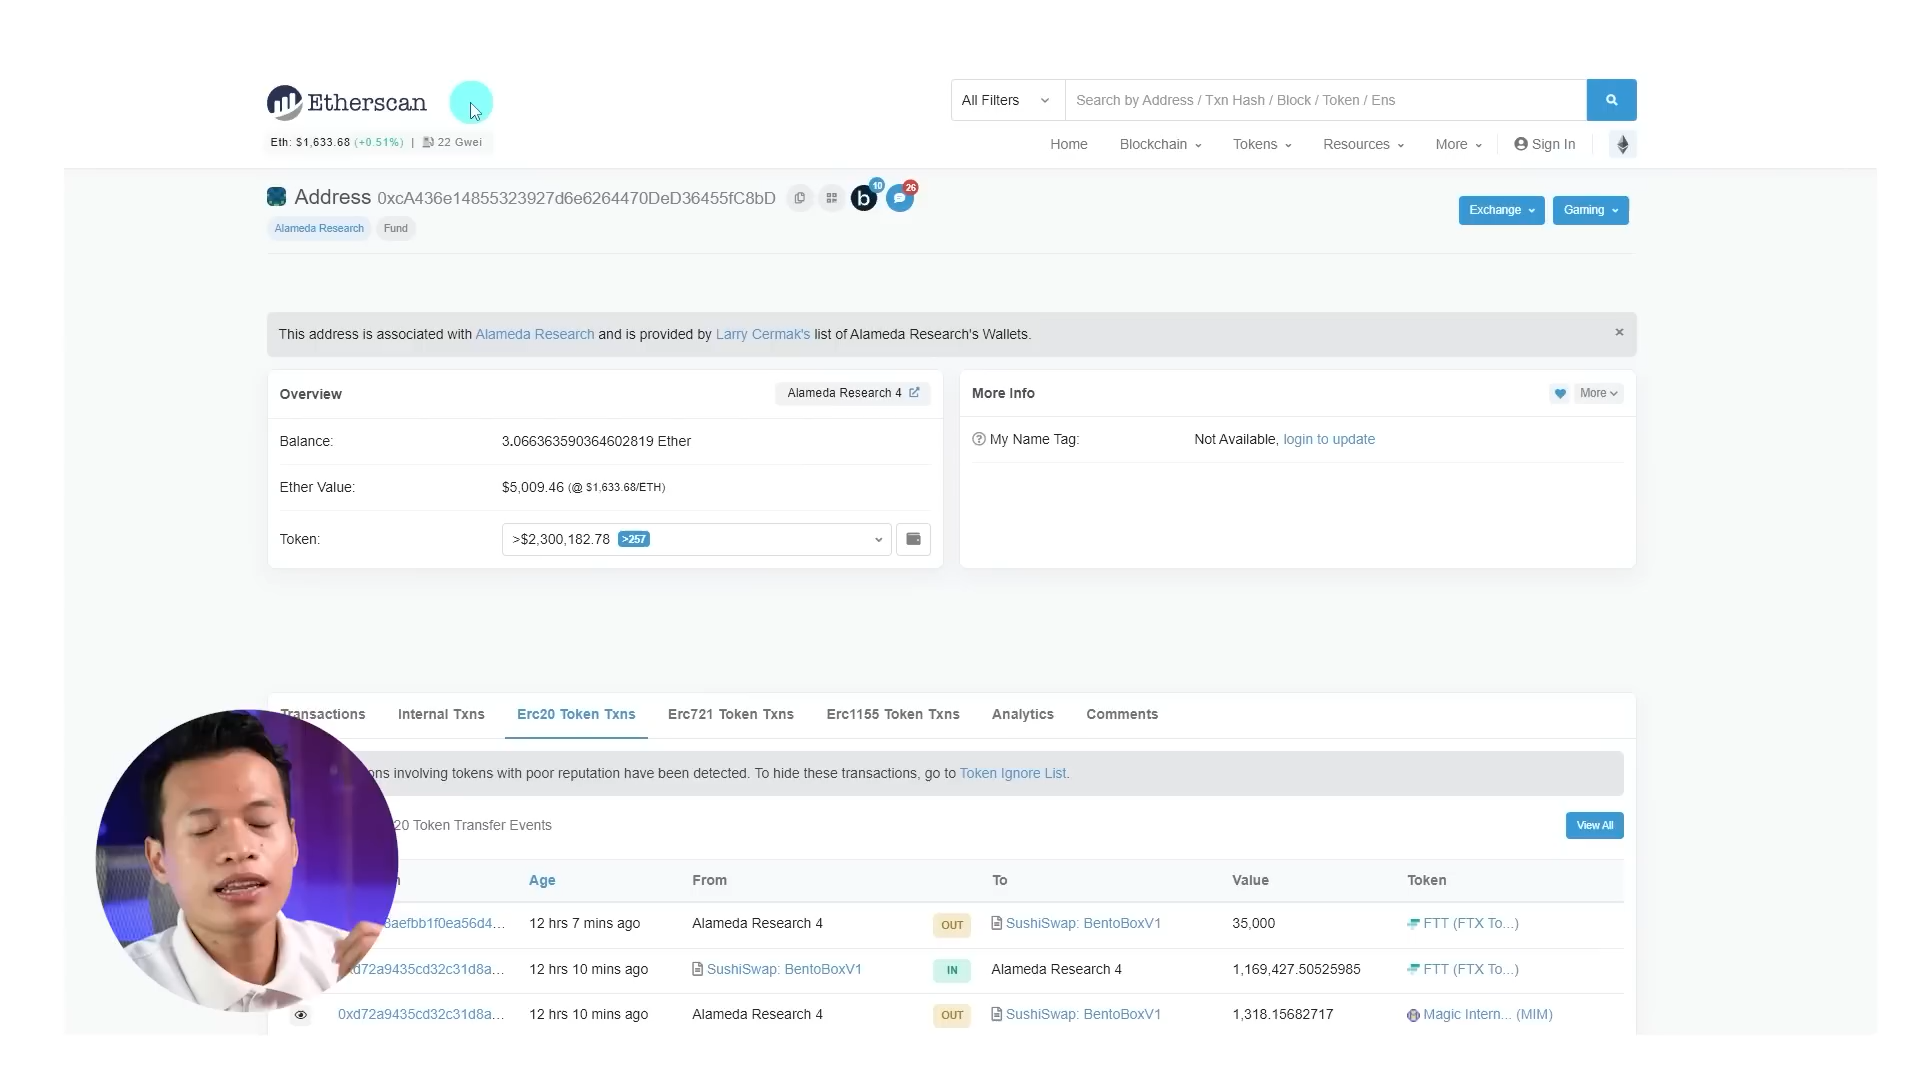 Etherscan
All Filters
Search by Address / Txn Hash / Block / Token / Ens
Eth: $1,633.68 (+0.51%) | 22 Gwei
Home Blockchain Tokens Resources More Sign In
Address 0xcA436e14855323927d6e6264470DeD36455fC8bD b 10 26
Exchange Gaming
Alameda Research Fund
This address is associated with Alameda Research and is provided by Larry Cermak's list of Alameda Research's Wallets. ×
Overview Alameda Research 4
Balance: 3.066363590364602819 Ether
Ether Value: $5,009.46 (@ $1,633.68/ETH)
Token: >$2,300,182.78 >257
More Info More
My Name Tag: Not Available, login to update
Transactions Internal Txns Erc20 Token Txns Erc721 Token Txns Erc1155 Token Txns Analytics Comments
involving tokens with poor reputation have been detected. To hide these transactions, go to Token Ignore List.
20 Token Transfer Events View All
Age From To Value Token
aefbb1f0ea56d4... 12 hrs 7 mins ago Alameda Research 4 OUT SushiSwap: BentoBoxV1 35,000 FTT (FTX To...)
d72a9435cd32c31d8a... 12 hrs 10 mins ago SushiSwap: BentoBoxV1 IN Alameda Research 4 1,169,427.50525985 FTT (FTX To...)
0xd72a9435cd32c31d8a... 12 hrs 10 mins ago Alameda Research 4 OUT SushiSwap: BentoBoxV1 1,318.15682717 Magic Intern... (MIM)